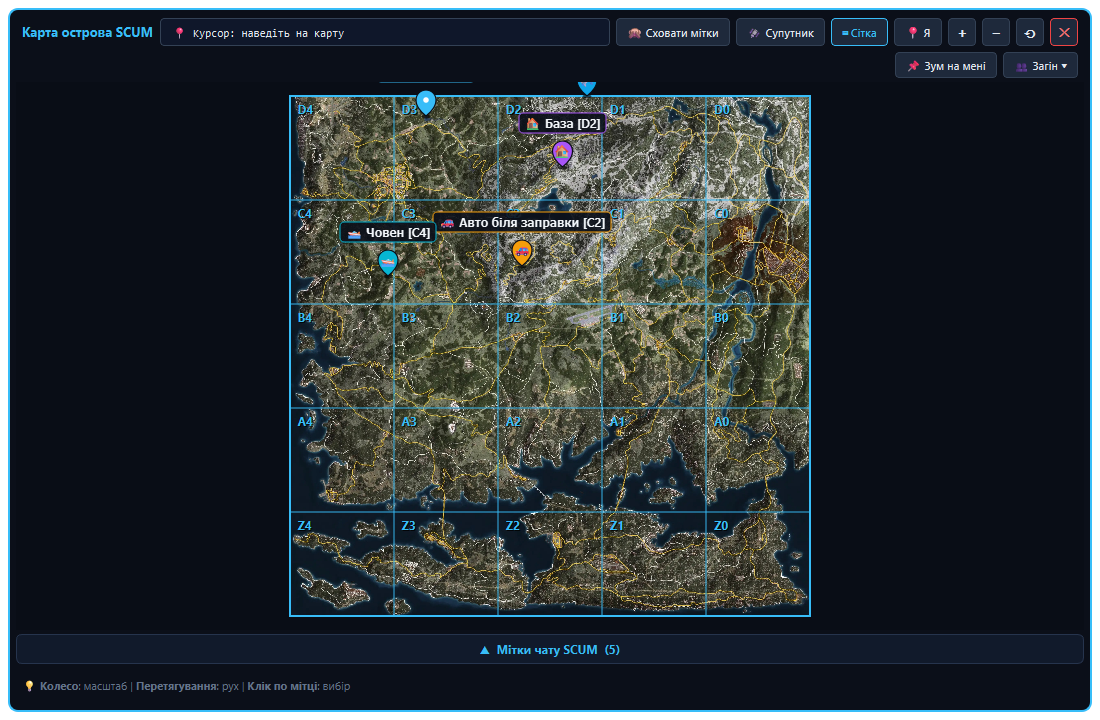 Карта острова SCUM
Курсор: наведіть на карту
Сховати мітки
Супутник
Сітка
Я
+
−
Зум на мені
Загін ▾
D4 D3 D2 D1 D0
База [D2]
C4 C3 C1 C0
Авто біля заправки [C2]
Човен [C4]
B4 B3 B2 B1 B0
A4 A3 A2 A1 A0
Z4 Z3 Z2 Z1 Z0
▲ Мітки чату SCUM (5)
Колесо: масштаб | Перетягування: рух | Клік по мітці: вибір